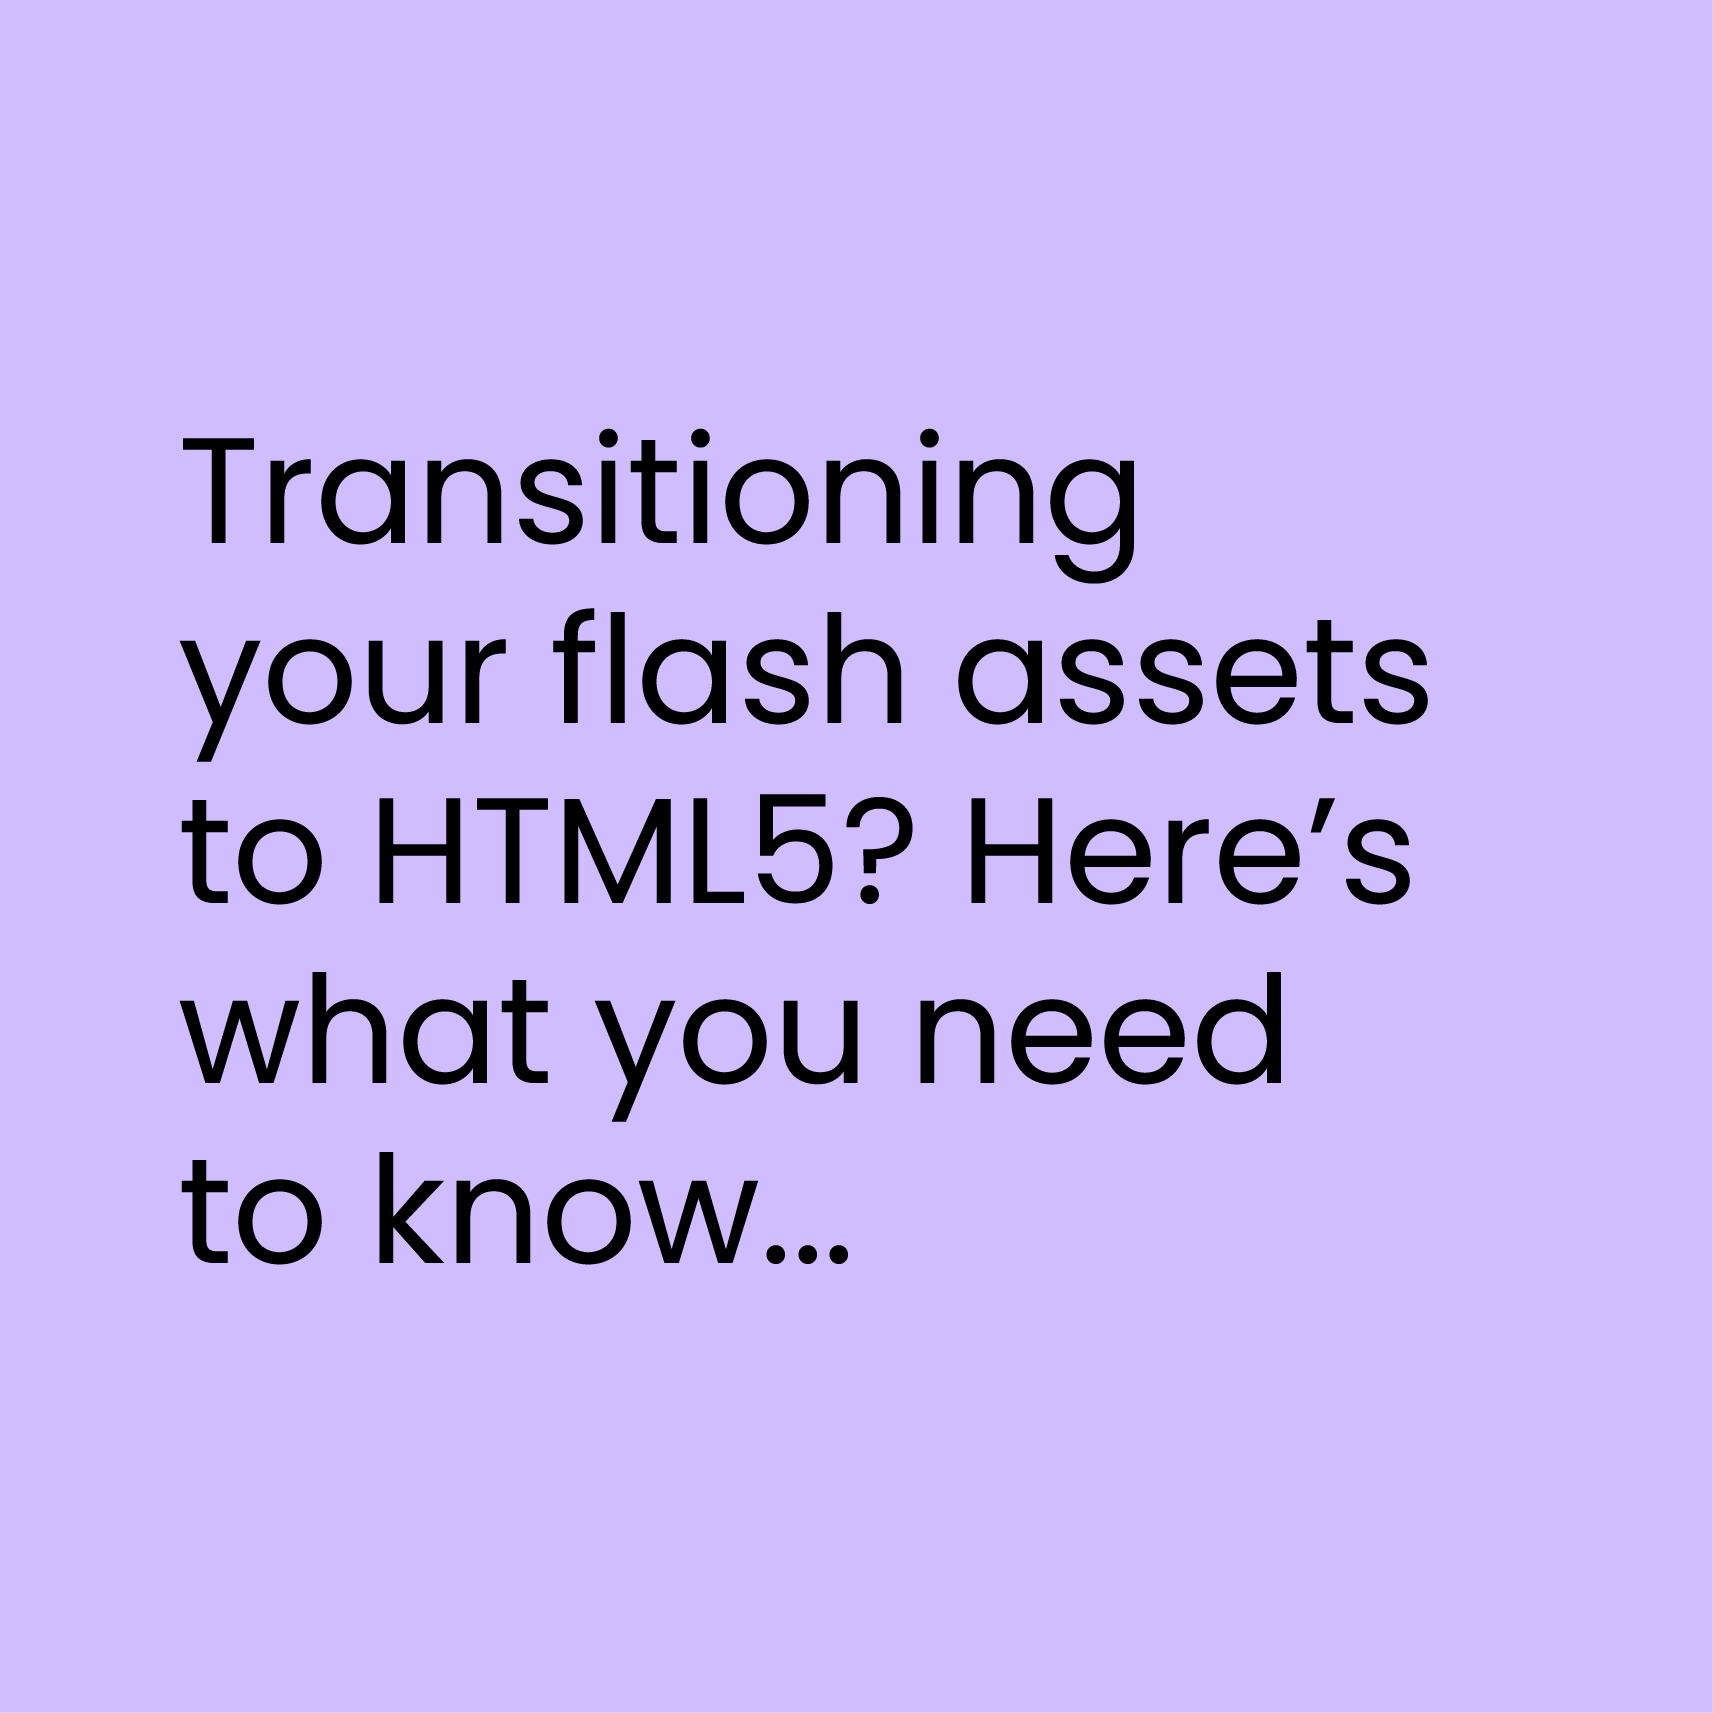 Transitioning
your flash assets
to HTML5? Here’s
what you need
to know...